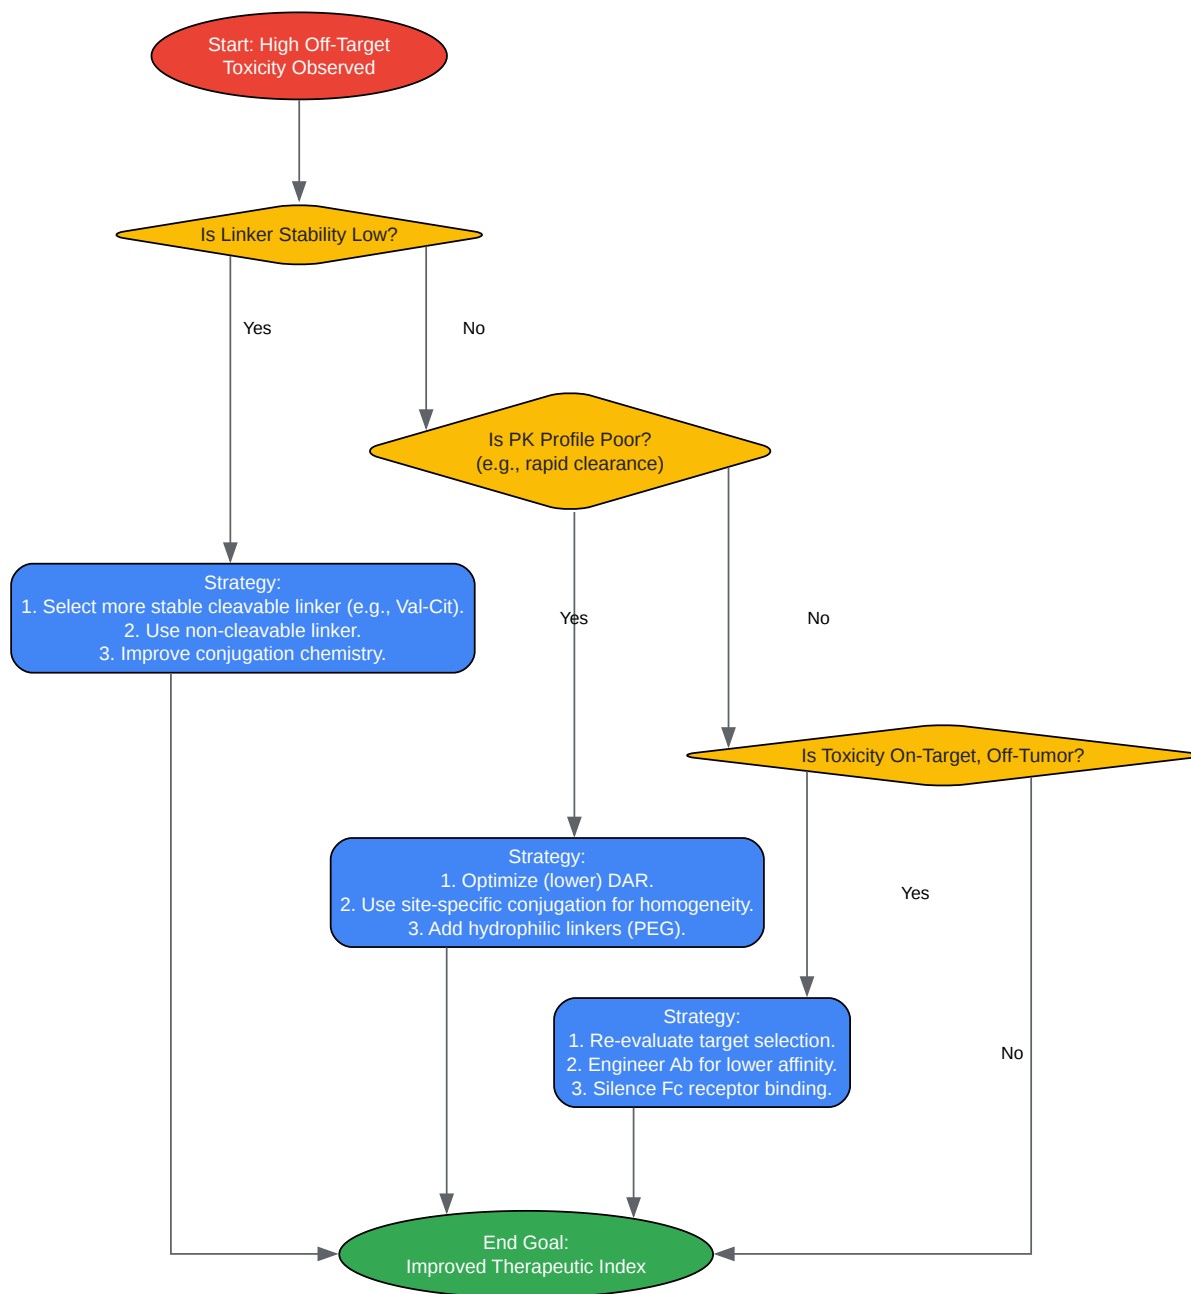 Start: High Off-Target
Toxicity Observed
Is Linker Stability Low?
Yes
No
Is PK Profile Poor?
(e.g., rapid clearance)
Strategy:
1. Select more stable cleavable linker (e.g., Val-Cit).
2. Use non-cleavable linker.
3. Improve conjugation chemistry.
Yes
No
Is Toxicity On-Target, Off-Tumor?
Strategy:
1. Optimize (lower) DAR.
2. Use site-specific conjugation for homogeneity.
3. Add hydrophilic linkers (PEG).
Yes
Strategy:
1. Re-evaluate target selection.
2. Engineer Ab for lower affinity.
3. Silence Fc receptor binding.
No
End Goal:
Improved Therapeutic Index